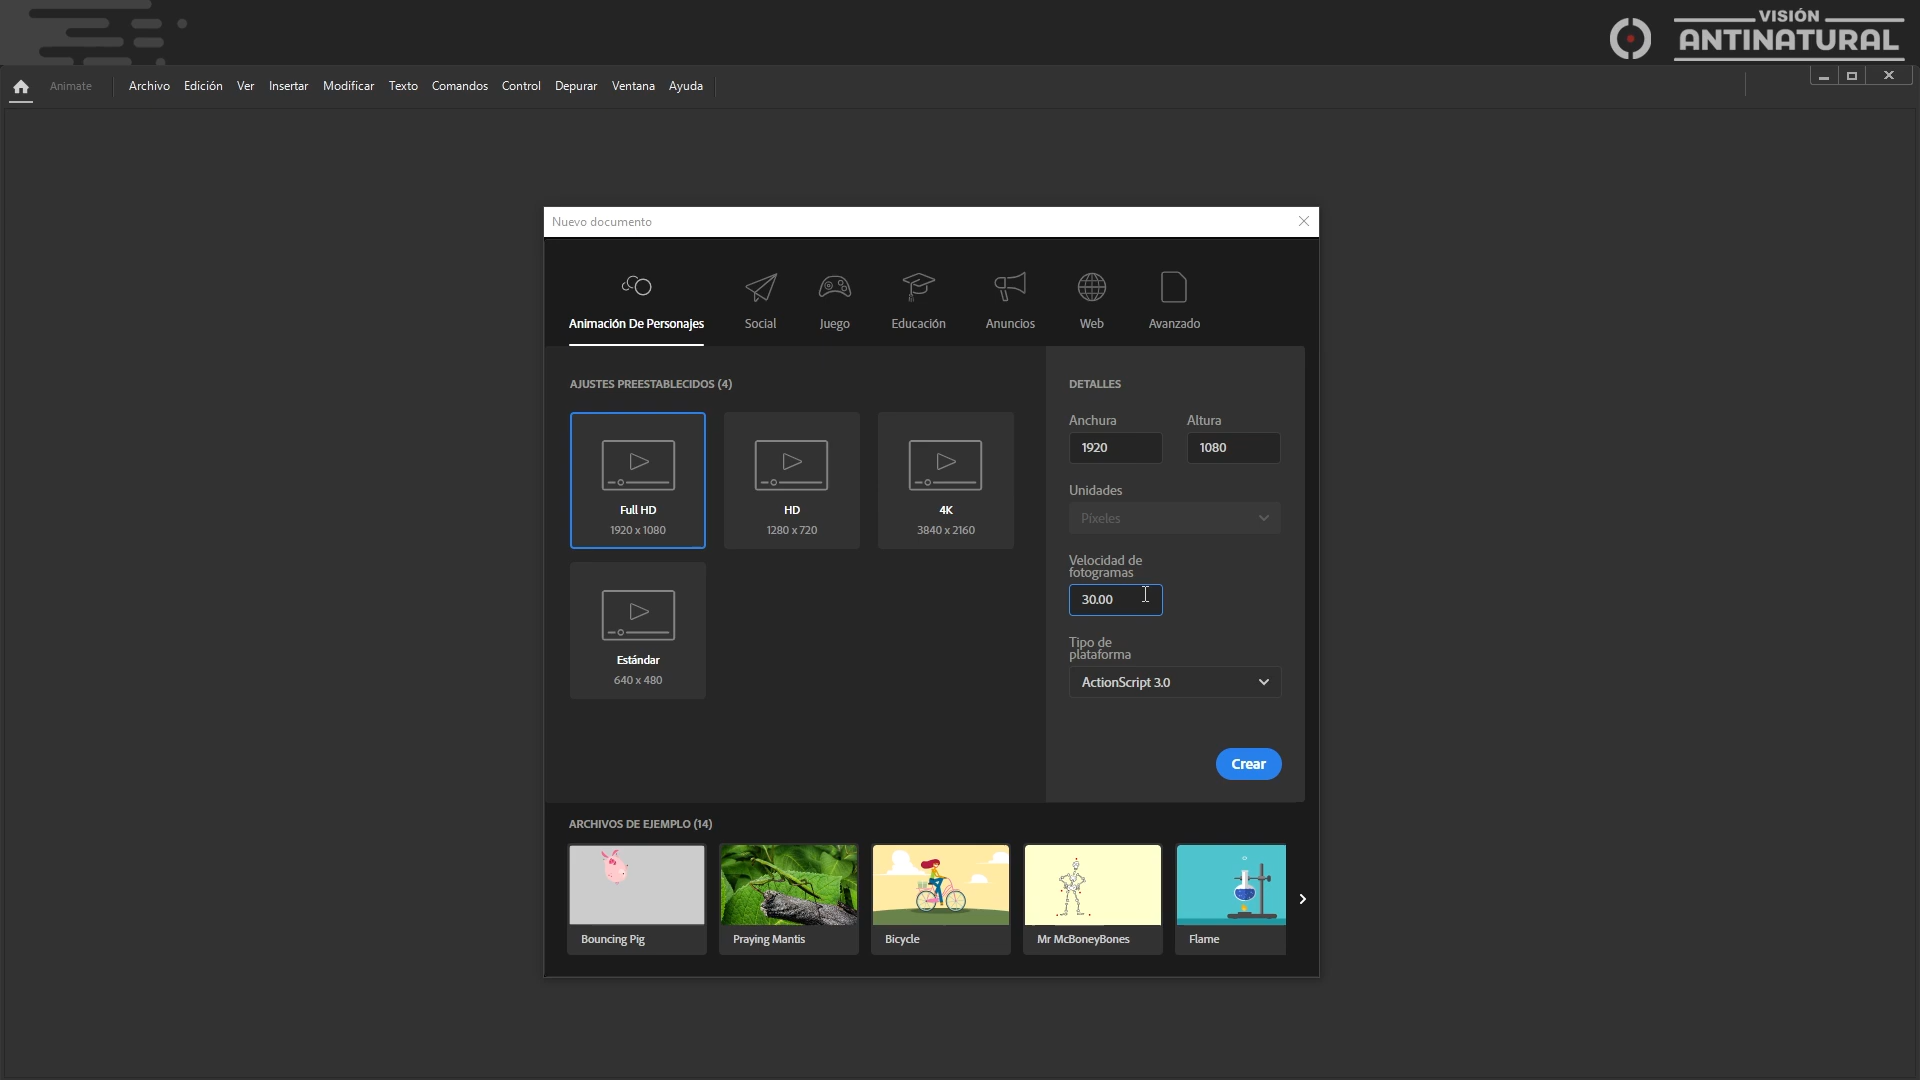 VISIÓN
ANTINATURAL
Animate
Archivo Edición Ver Insertar Modificar Texto Comandos Control Depurar Ventana Ayuda
Nuevo documento
Animación De Personajes Social Juego Educación Anuncios Web Avanzado
AJUSTES PREESTABLECIDOS (4)
Full HD
1920 x 1080
HD
1280 x 720
4K
3840 x 2160
Estándar
640 x 480
DETALLES
Anchura Altura
1920 1080
Unidades
Píxeles
Velocidad de
fotogramas
30.00
Tipo de
plataforma
ActionScript 3.0
Crear
ARCHIVOS DE EJEMPLO (14)
Bouncing Pig Praying Mantis Bicycle Mr McBoneyBones Flame